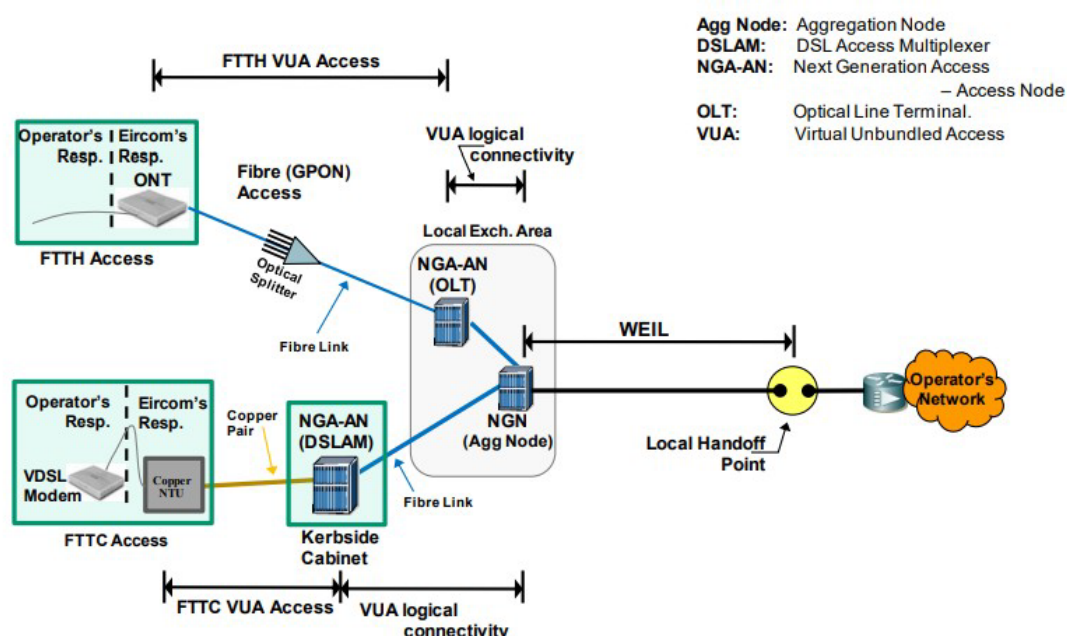 Agg Node: Aggregation Node
DSLAM: DSL Access Multiplexer
NGA-AN: Next Generation Access
– Access Node
OLT: Optical Line Terminal.
VUA: Virtual Unbundled Access
FTTH VUA Access
VUA logical
connectivity
Operator's Eircom's
Resp. Resp.
ONT
FTTH Access
Fibre (GPON)
Access
Optical
Splitter
Fibre Link
Local Exch. Area
NGA-AN
(OLT)
WEIL
NGN
(Agg Node)
Local Handoff
Point
Operator's
Network
Operator's Eircom's
Resp. Resp.
VDSL
Modem
Copper
NTU
FTTC Access
Copper
Pair
NGA-AN
(DSLAM)
Fibre Link
Kerbside
Cabinet
FTTC VUA Access
VUA logical
connectivity